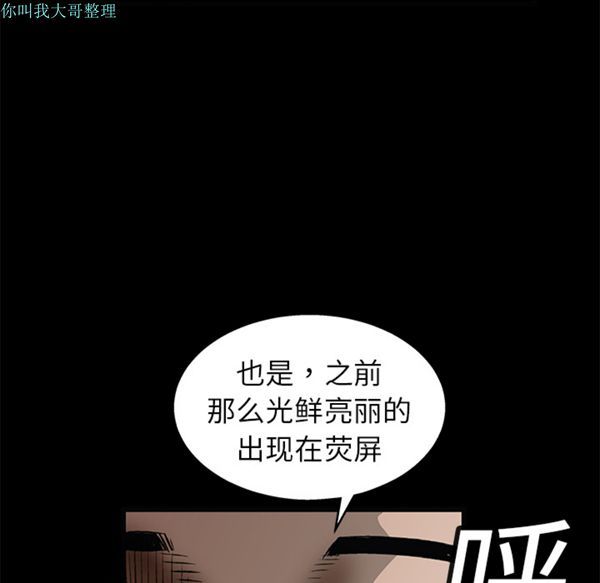 你叫我大哥整理
也是，之前
那么光鲜亮丽的
出现在荧屏
呼